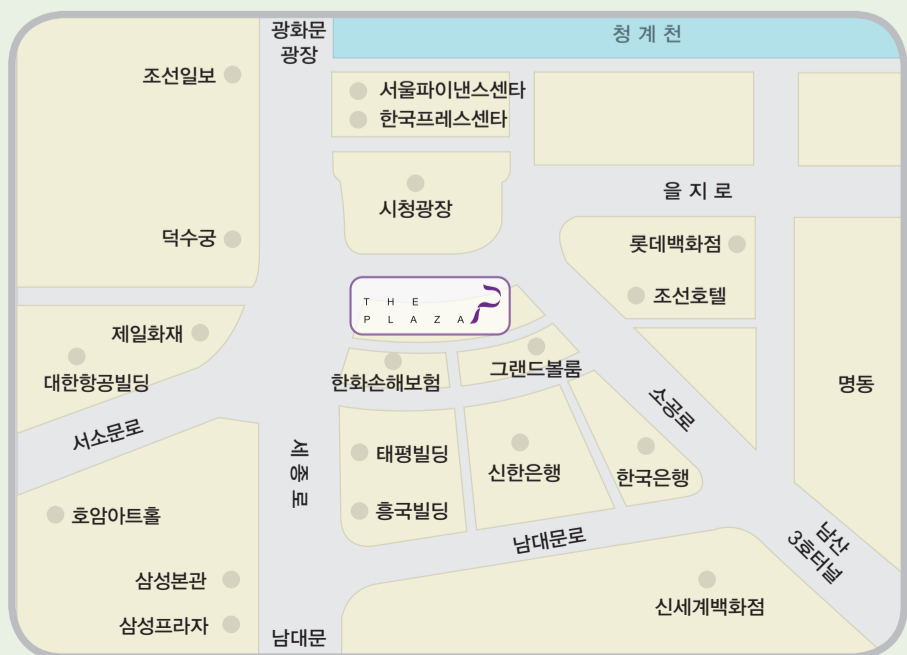 광화문
광장
청계천
조선일보
서울파이낸스센타
한국프레스센타
을지로
시청광장
덕수궁
롯데백화점
조선호텔
THE
PLAZA
제일화재
대한항공빌딩
한화손해보험
그랜드볼룸
명동
서소문로
소공로
세종로
태평빌딩
신한은행
한국은행
흥국빌딩
호암아트홀
남대문로
남산
3호터널
삼성본관
신세계백화점
삼성프라자
남대문